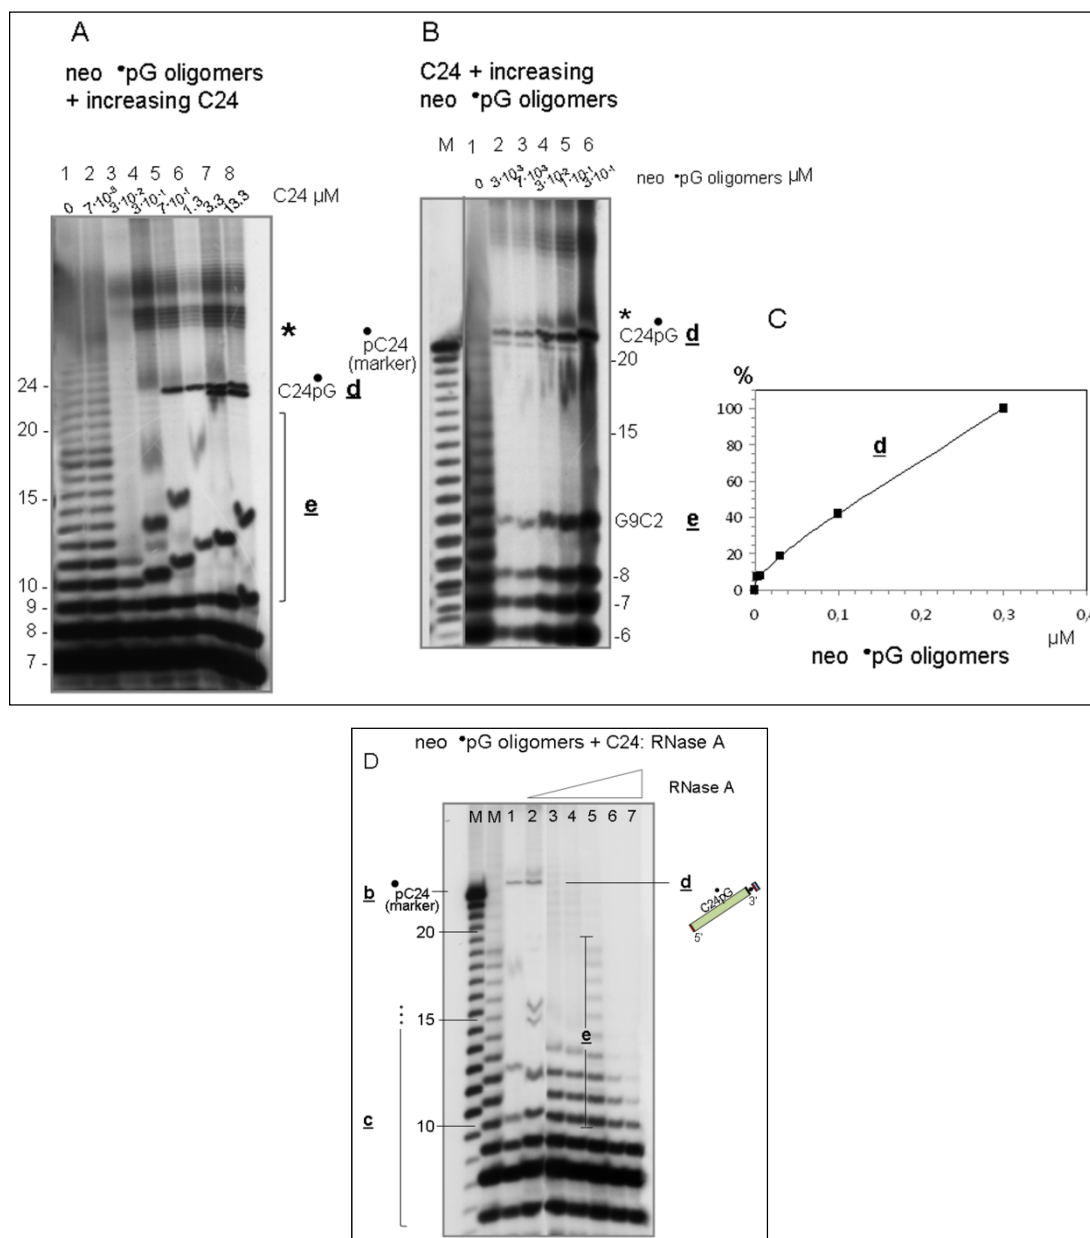 A
neo •pG oligomers
+ increasing C24
1 2 3 4 5 6 7 8
0 7·10⁻³ 3·10⁻² 3·10⁻¹ 7·10⁻¹ 1.3 3.3 13.3 C24 µM
*
C24pG d
24 -
20 -
15 -
e
10 -
9 -
8 -
7 -
B
C24 + increasing
neo •pG oligomers
M 1 2 3 4 5 6
0 3·10⁻³ 7·10⁻³ 3·10⁻² 1·10⁻¹ 3·10⁻¹ neo •pG oligomers µM
•
pC24
(marker)
*
C24pG d
-20
-15
G9C2 e
-8
-7
-6
C
%
100
80
60
40
20
0
d
0 0,1 0,2 0,3 0,4
µM
neo •pG oligomers
neo •pG oligomers + C24: RNase A
D
RNase A
M M 1 2 3 4 5 6 7
b •pC24
(marker)
d
C24pG
3'
5'
20
15
e
c
10